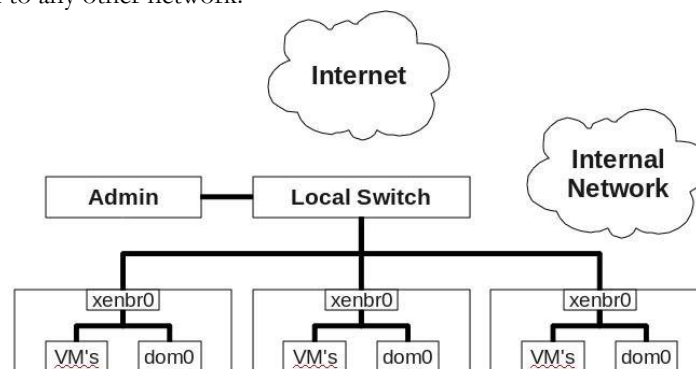 to any other network.
Internet
Internal
Network
Admin
Local Switch
xenbr0
xenbr0
xenbr0
VM's
dom0
VM's
dom0
VM's
dom0